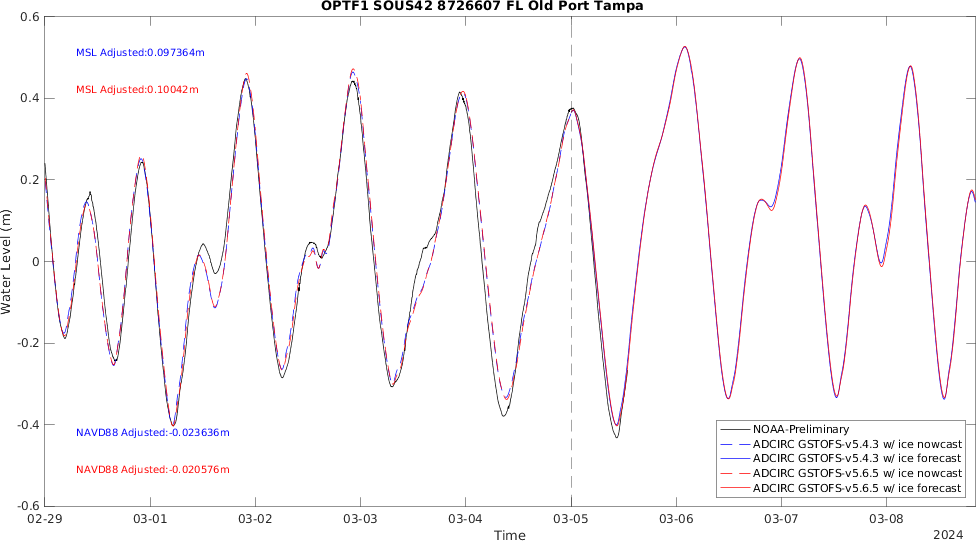 OPTF1 SOUS42 8726607 FL Old Port Tampa
0.6
0.4
0.2
0
-0.2
-0.4
-0.6
Water Level (m)
MSL Adjusted:0.097364m
MSL Adjusted:0.10042m
NAVD88 Adjusted:-0.023636m
NAVD88 Adjusted:-0.020576m
NOAA-Preliminary
ADCIRC GSTOFS-v5.4.3 w/ ice nowcast
ADCIRC GSTOFS-v5.4.3 w/ ice forecast
ADCIRC GSTOFS-v5.6.5 w/ ice nowcast
ADCIRC GSTOFS-v5.6.5 w/ ice forecast
02-29 03-01 03-02 03-03 03-04 03-05 03-06 03-07 03-08
Time
2024